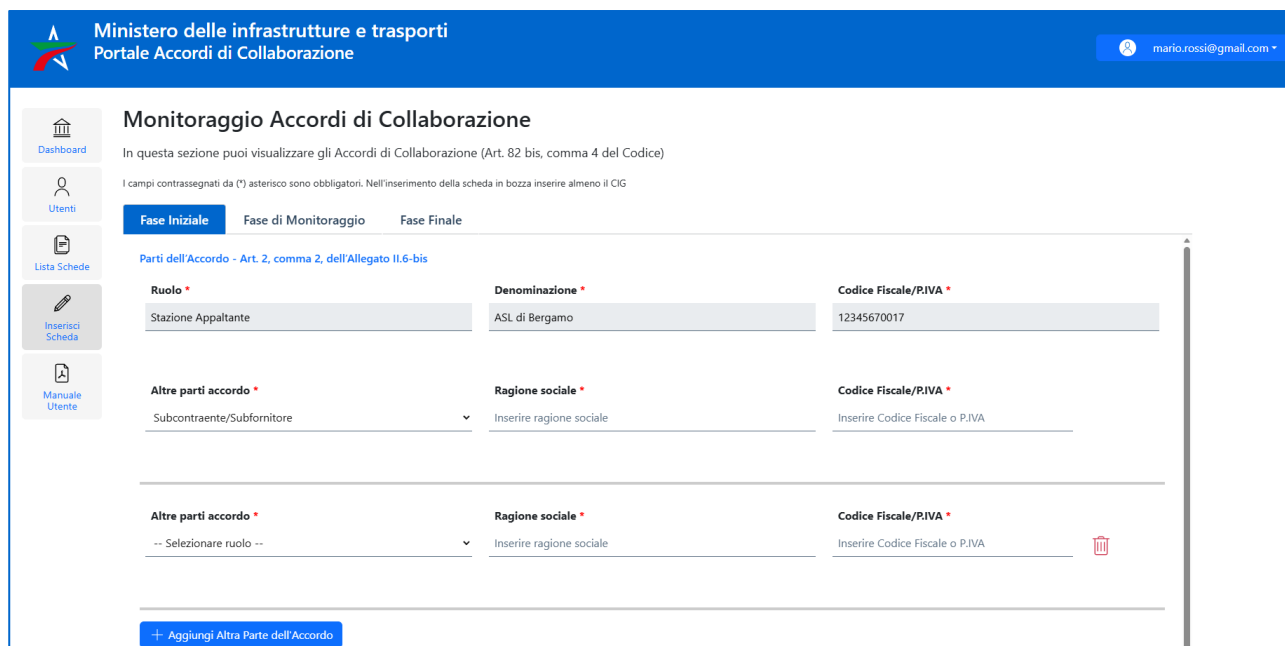 Ministero delle infrastrutture e trasporti
Portale Accordi di Collaborazione
mario.rossi@gmail.com
Dashboard
Utenti
Lista Schede
Inserisci
Scheda
Manuale
Utente
Monitoraggio Accordi di Collaborazione
In questa sezione puoi visualizzare gli Accordi di Collaborazione (Art. 82 bis, comma 4 del Codice)
I campi contrassegnati da (*) asterisco sono obbligatori. Nell'inserimento della scheda in bozza inserire almeno il CIG
Fase Iniziale Fase di Monitoraggio Fase Finale
Parti dell'Accordo - Art. 2, comma 2, dell'Allegato II.6-bis
Ruolo * Denominazione * Codice Fiscale/P.IVA *
Stazione Appaltante ASL di Bergamo 12345670017
Altre parti accordo * Ragione sociale * Codice Fiscale/P.IVA *
Subcontraente/Subfornitore Inserire ragione sociale Inserire Codice Fiscale o P.IVA
Altre parti accordo * Ragione sociale * Codice Fiscale/P.IVA *
-- Selezionare ruolo -- Inserire ragione sociale Inserire Codice Fiscale o P.IVA
+ Aggiungi Altra Parte dell'Accordo